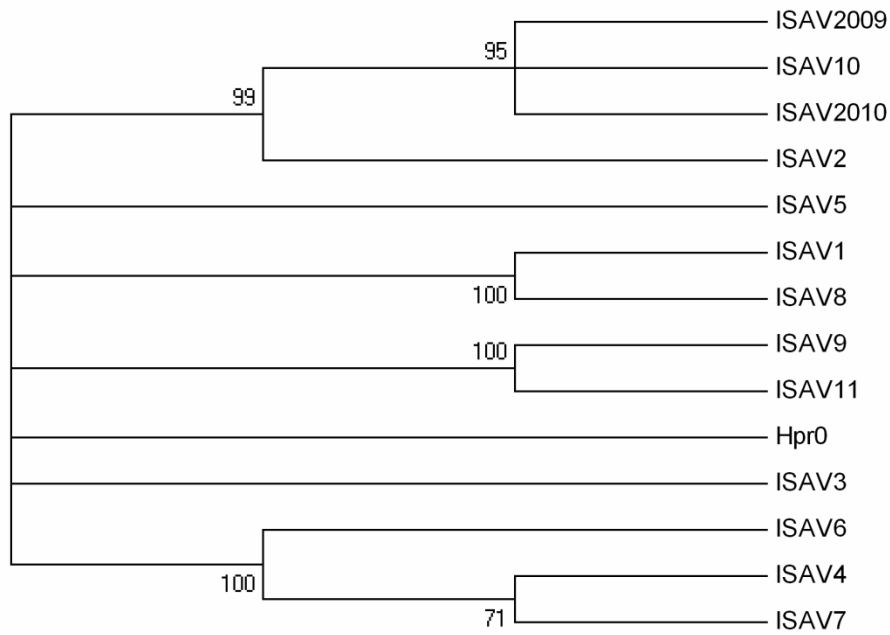 ISAV2009
95
ISAV10
99
ISAV2010
ISAV2
ISAV5
ISAV1
100
ISAV8
100
ISAV9
ISAV11
Hpr0
ISAV3
ISAV6
100
ISAV4
71
ISAV7